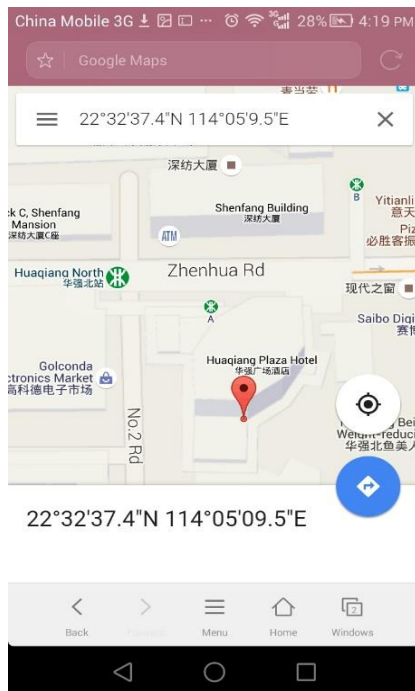 China Mobile 3G
28%
4:19 PM
Google Maps
22°32'37.4"N 114°05'9.5"E
深纺大厦
B
Yitianli
意天
k C, Shenfang
Mansion
深纺大厦C座
Shenfang Building
深纺大厦
ATM
Piz
必胜客振
Huaqiang North
华强北站
Zhenhua Rd
现代之窗
A
Saibo Digi
赛博
Huaqiang Plaza Hotel
华强广场酒店
Golconda
ctronics Market
高科德电子市场
No.2 Rd
Bei
Weight-reduc
华强北鱼美人
22°32'37.4"N 114°05'09.5"E
Back
Forward
Menu
Home
2
Windows